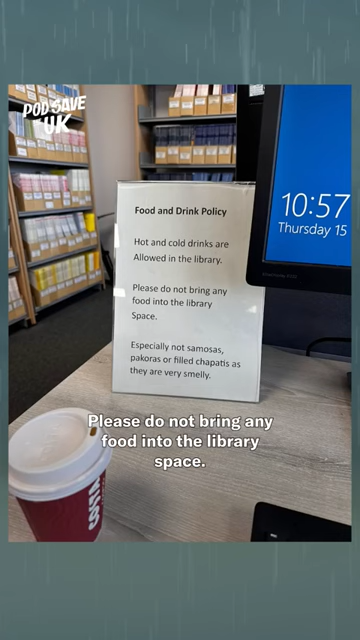 POD SAVE
THE UK
Food and Drink Policy
Hot and cold drinks are
Allowed in the library.
Please do not bring any
food into the library
Space.
Especially not samosas,
pakoras or filled chapatis as
they are very smelly.
10:57
Thursday 15
Please do not bring any
food into the library
space.
COSTA